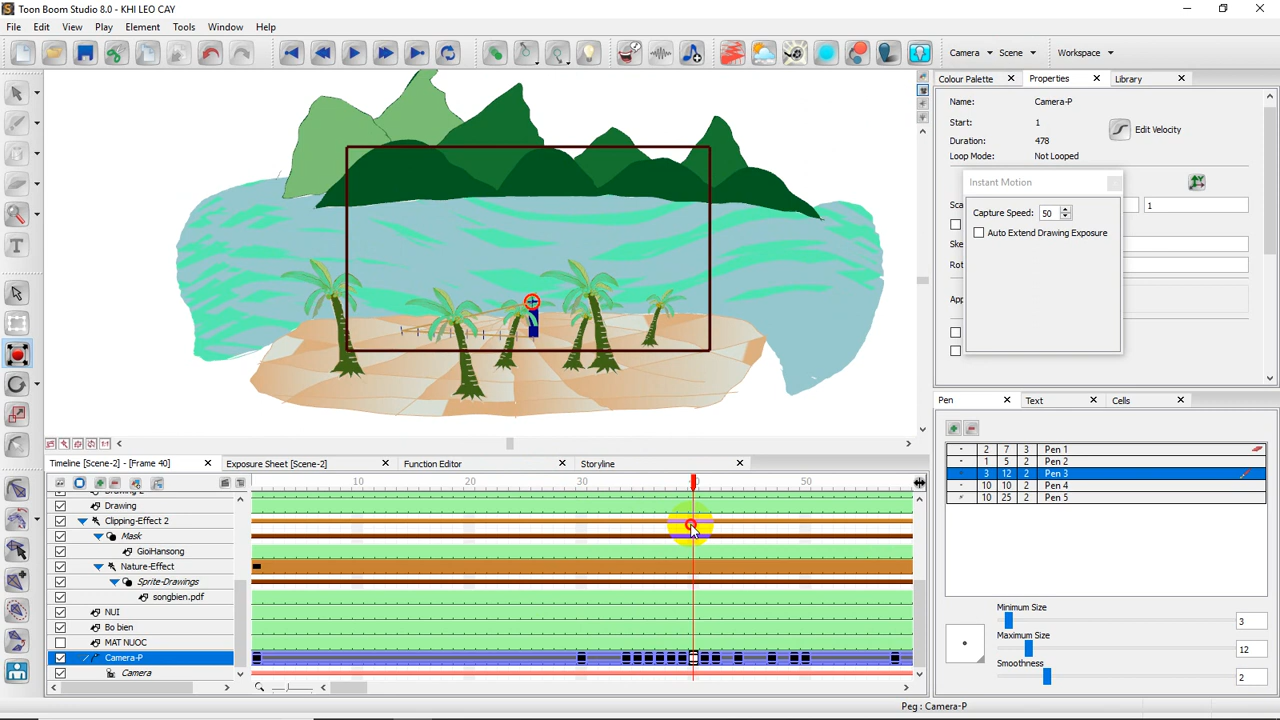 Toon Boom Studio 8.0 - KHI LEO CAY
File Edit View Play Element Tools Window Help
Camera Scene Workspace
T
Colour Palette Properties Library
Name: Camera-P
Start: 1
Duration: 478
Loop Mode: Not Looped
Edit Velocity
Instant Motion
Capture Speed: 50
Auto Extend Drawing Exposure
1
Timeline [Scene-2] - [Frame 40] Exposure Sheet [Scene-2] Function Editor Storyline
10 20 30 50
Drawing
Clipping-Effect 2
Mask
GioiHansong
Nature-Effect
Sprite-Drawings
songbien.pdf
NUI
Bo bien
MAT NUOC
Camera-P
Camera
Pen Text Cells
2 7 3 Pen 1
1 5 2 Pen 2
3 12 2 Pen 3
10 10 2 Pen 4
10 25 2 Pen 5
Minimum Size
3
Maximum Size
12
Smoothness
2
Peg : Camera-P